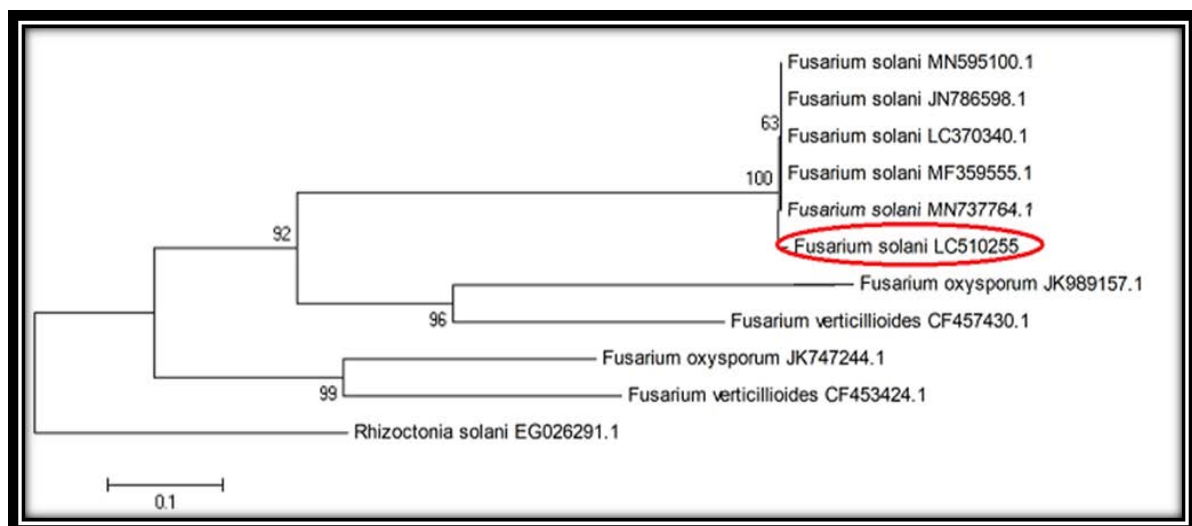 Fusarium solani MN595100.1
Fusarium solani JN786598.1
63
Fusarium solani LC370340.1
100
Fusarium solani MF359555.1
Fusarium solani MN737764.1
92
Fusarium solani LC510255
Fusarium oxysporum JK989157.1
96
Fusarium verticillioides CF457430.1
Fusarium oxysporum JK747244.1
99
Fusarium verticillioides CF453424.1
Rhizoctonia solani EG026291.1
0.1